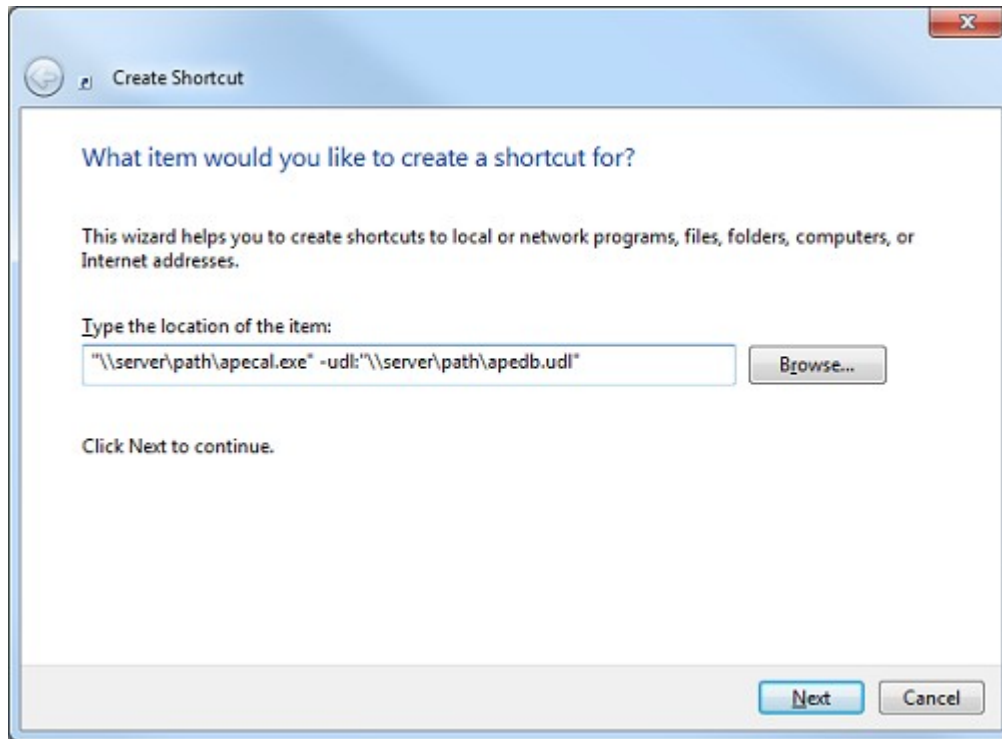 Create Shortcut
What item would you like to create a shortcut for?
This wizard helps you to create shortcuts to local or network programs, files, folders, computers, or
Internet addresses.
Type the location of the item:
"\\server\path\apecal.exe" -udl:"\\server\path\apedb.udl"
Browse...
Click Next to continue.
Next
Cancel